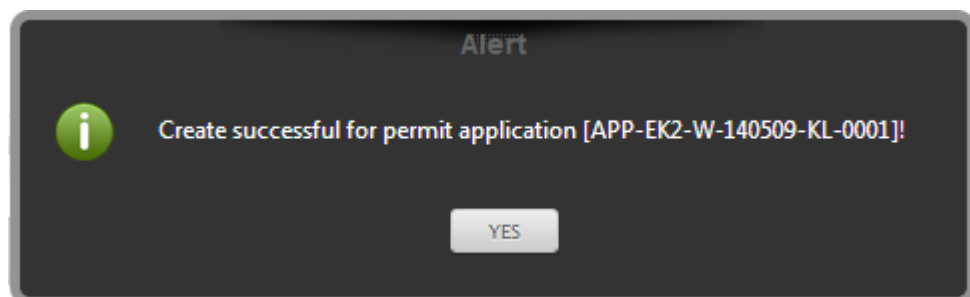 Alert
Create successful for permit application [APP-EK2-W-140509-KL-0001]!
YES